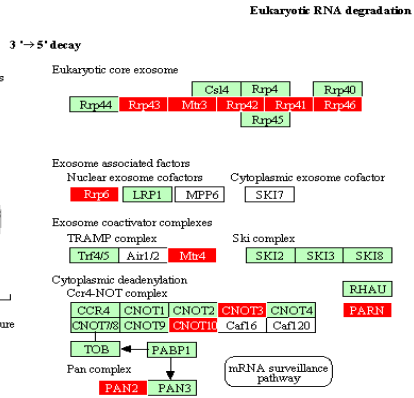 Eukaryotic RNA degradation
3 '→ 5' decay
s
Eukaryotic core exosome
Csl4 Rrp4 Rrp40
Rrp44 Rrp43 Mtr3 Rrp42 Rrp41 Rrp46
Rrp45
Exosome associated factors
Nuclear exosome cofactors Cytoplasmic exosome cofactor
Rrp6 LRP1 MPP6 SKI7
Exosome coactivator complexes
TRAMP complex Ski complex
Trf4/5 Air1/2 Mtr4 SKI2 SKI3 SKI8
Cytoplasmic deadenylation
Ccr4-NOT complex RHAU
CCR4 CNOT1 CNOT2 CNOT3 CNOT4 PARN
CNOT7/8 CNOT9 CNOT10 Caf16 Caf120
ure
TOB PABP1
Pan complex
mRNA surveillance
pathway
PAN2 PAN3